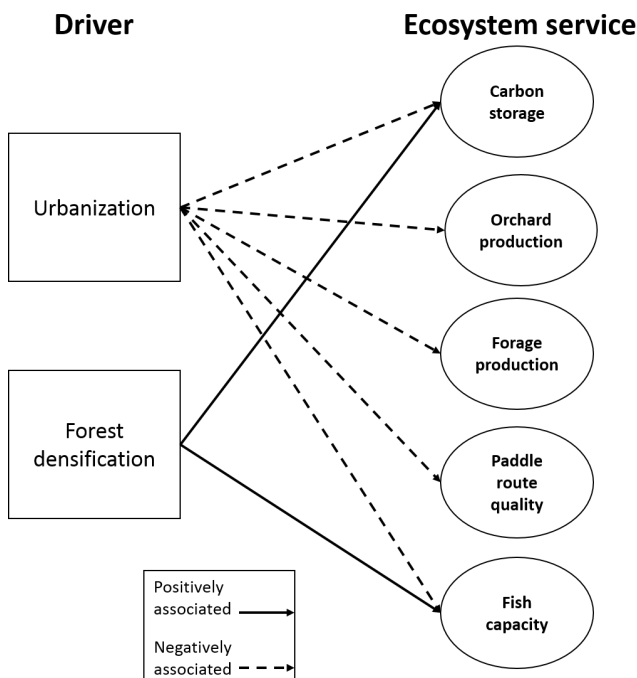 Driver
Ecosystem service
Carbon
storage
Urbanization
Orchard
production
Forage
production
Forest
densification
Paddle
route
quality
Fish
capacity
Positively
associated
Negatively
associated